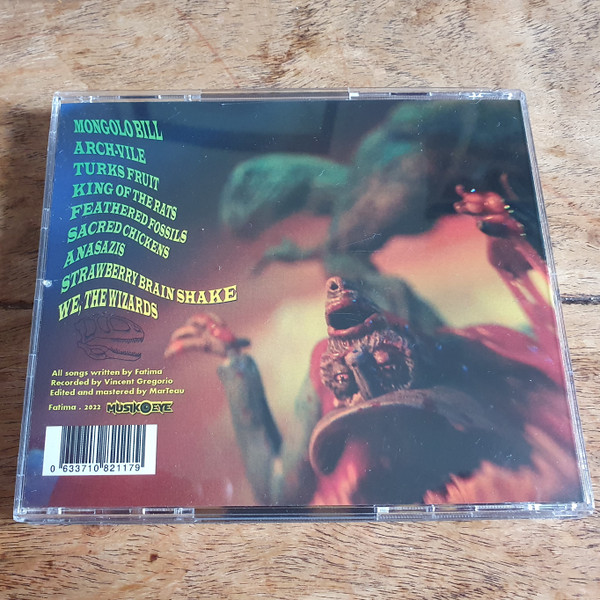 MONGOLO BILL
ARCH-VILE
TURKS FRUIT
KING OF THE RATS
FEATHERED FOSSILS
SACRED CHICKENS
ANASAZIS
STRAWBERRY BRAIN SHAKE
WE, THE WIZARDS
All songs written by Fatima
Recorded by Vincent Gregorio
Edited and mastered by MarTeau
Fatima . 2022 MUSIK EYE
0 633710 821179